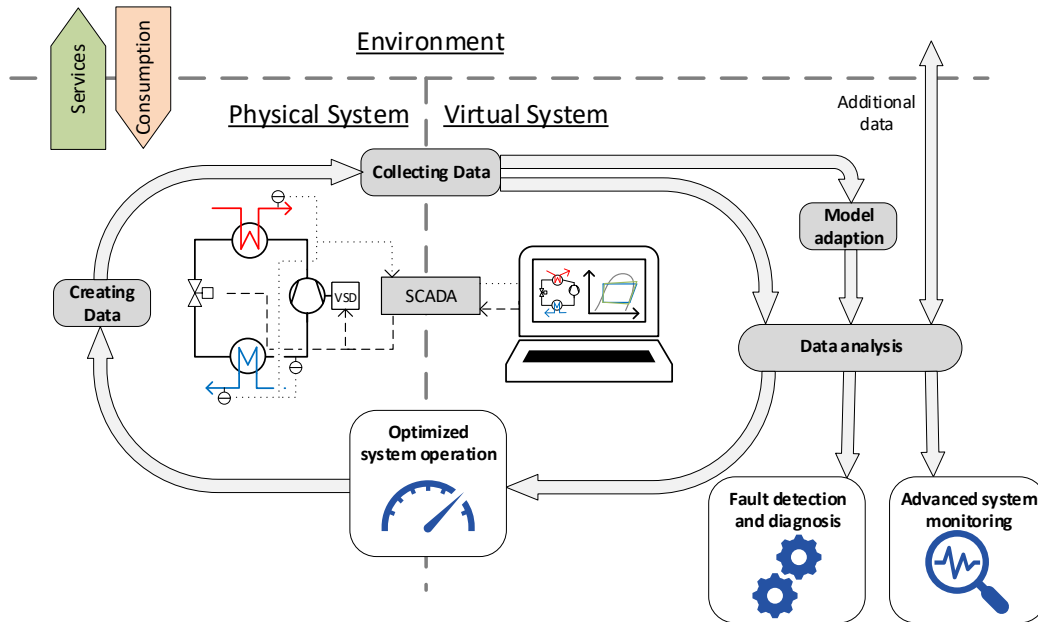 Services
Consumption
Environment
Physical System
Virtual System
Additional
data
Collecting Data
Model
adaption
Creating
Data
VSD
SCADA
Data analysis
Optimized
system operation
Fault detection
and diagnosis
Advanced system
monitoring